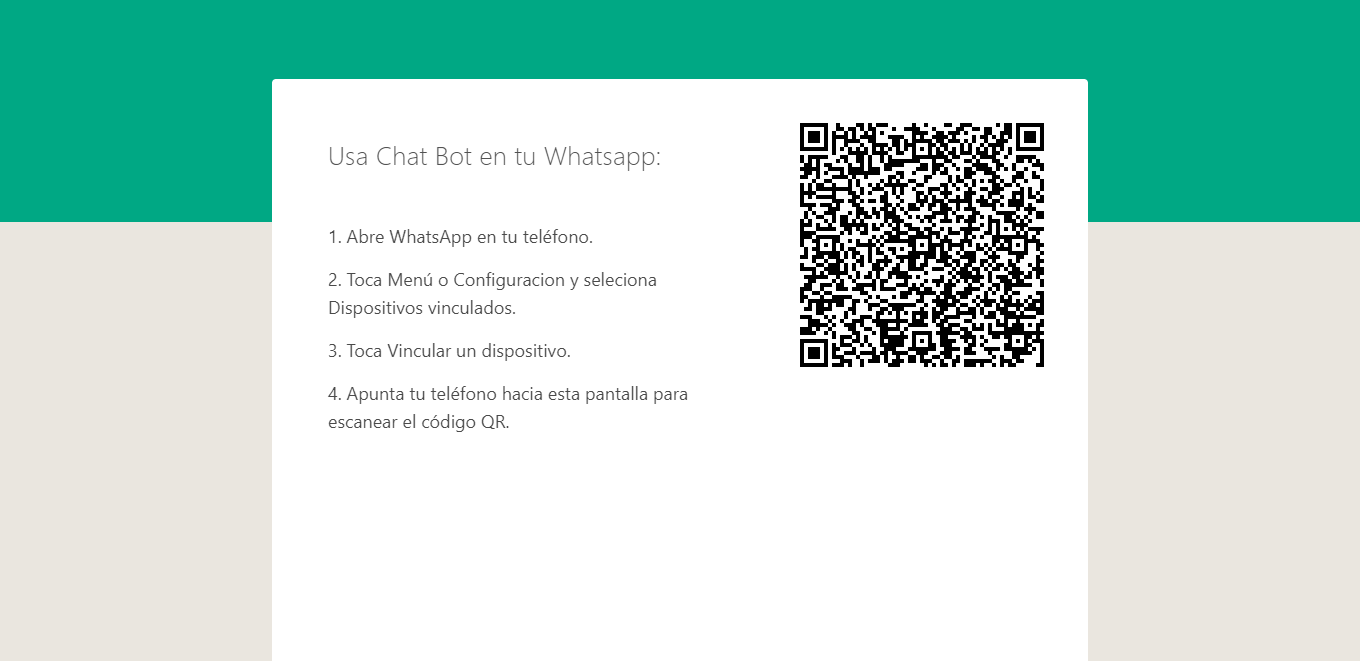 Usa Chat Bot en tu Whatsapp:
1. Abre WhatsApp en tu teléfono.
2. Toca Menú o Configuracion y seleciona
Dispositivos vinculados.
3. Toca Vincular un dispositivo.
4. Apunta tu teléfono hacia esta pantalla para
escanear el código QR.